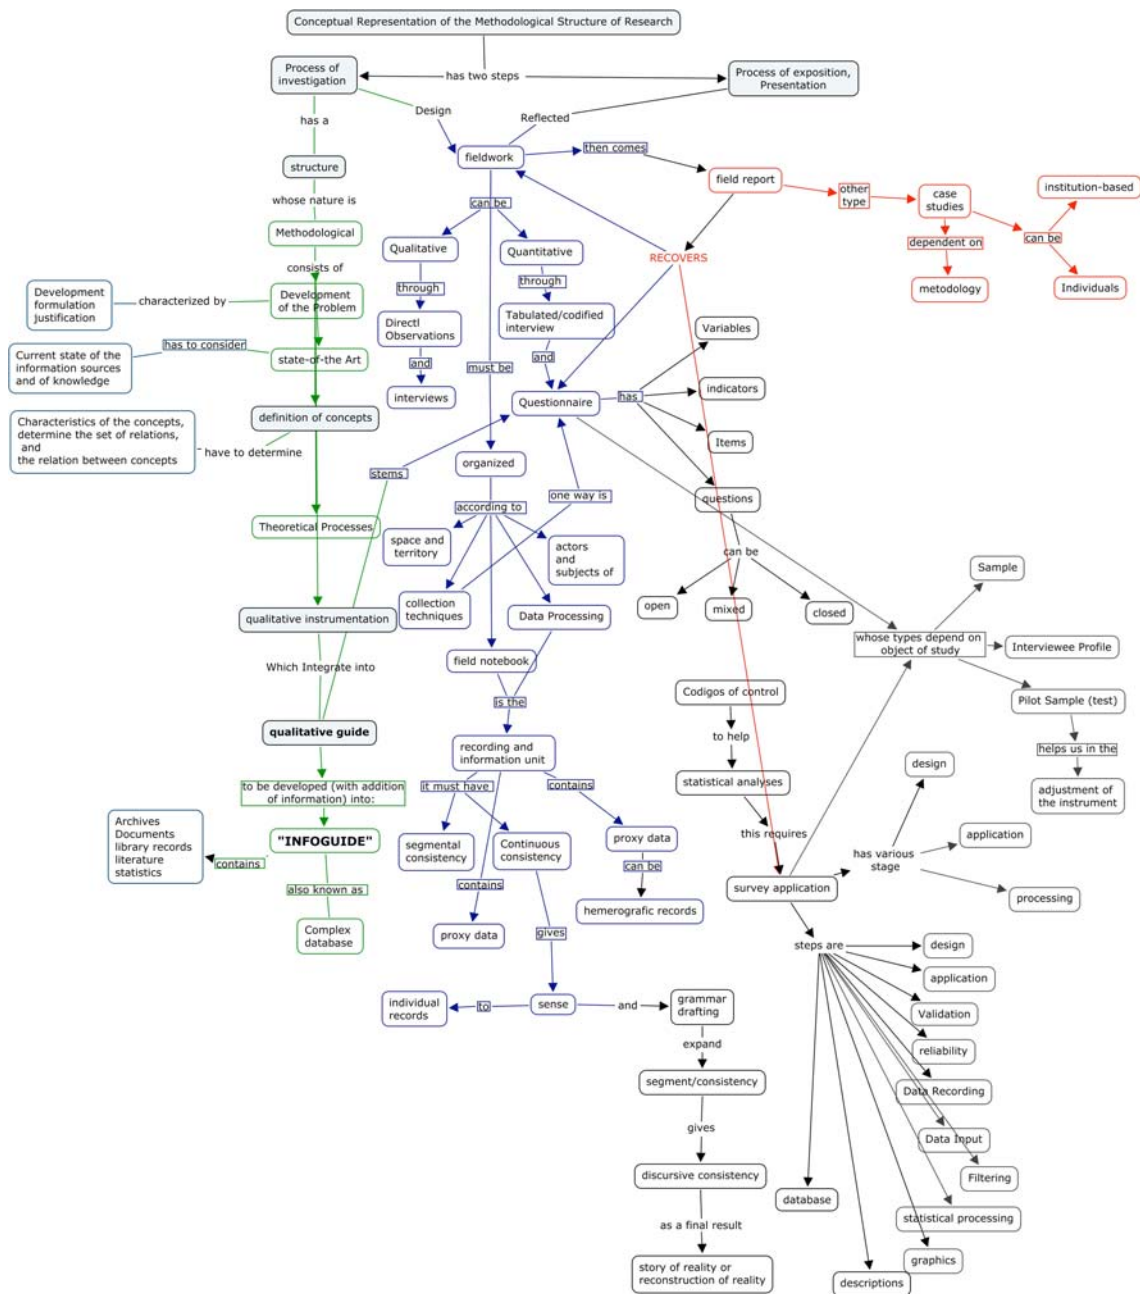 Conceptual Representation of the Methodological Structure of Research
Process of
investigation
has two steps
Process of exposition,
Presentation
Design
Reflected
has a
fieldwork
then comes
structure
field report
other
type
case
studies
institution-based
whose nature is
can be
dependent on
can be
Methodological
Qualitative
Quantitative
RECOVERS
consists of
through
through
metodology
Individuals
Development
formulation
justification
characterized by
Development
of the Problem
Directl
Observations
Tabulated/codified
interview
Variables
Current state of the
information sources
and of knowledge
has to consider
state-of-the Art
and
must be
and
interviews
Questionnaire
has
indicators
Characteristics of the concepts,
determine the set of relations,
and
the relation between concepts
have to determine
definition of concepts
Items
stems
organized
one way is
questions
according to
Theoretical Processes
space and
territory
actors
and
subjects of
can be
Sample
collection
techniques
Data Processing
open
mixed
closed
qualitative instrumentation
whose types depend on
object of study
Interviewee Profile
Which Integrate into
field notebook
Codigos of control
Pilot Sample (test)
is the
qualitative guide
to help
helps us in the
recording and
information unit
statistical analyses
design
adjustment
of the instrument
to be developed (with addition
of information) into:
it must have
contains
this requires
application
Archives
Documents
library records
literature
statistics
contains
"INFOGUIDE"
segmental
consistency
Continuous
consistency
proxy data
can be
has various
stage
also known as
contains
survey application
processing
hemerografic records
Complex
database
proxy data
gives
steps are
design
application
individual
records
to
sense
and
grammar
drafting
Validation
expand
reliability
segment/consistency
Data Recording
gives
Data Input
discursive consistency
Filtering
database
statistical processing
as a final result
graphics
story of reality or
reconstruction of reality
descriptions